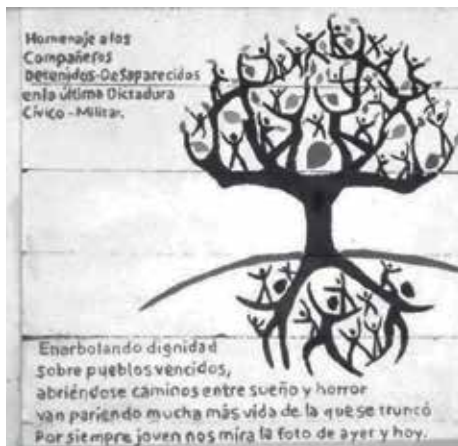 Homenaje a los
Compañeros
Detenidos-Desaparecidos
en la última Dictadura
Cívico-Militar.
Enarbolando dignidad
sobre pueblos vencidos,
abriéndose caminos entre sueño y horror
van pariendo mucha más vida de la que se truncó
Por siempre joven nos mira la foto de ayer y hoy.